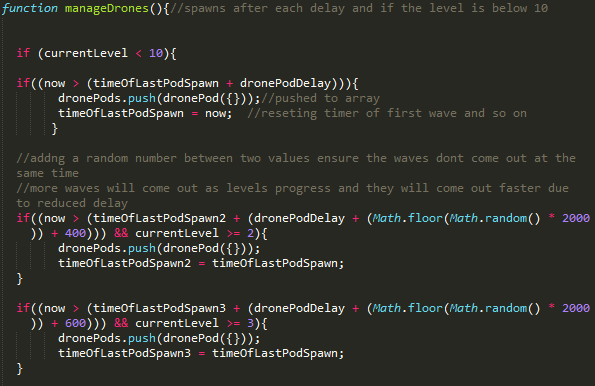 function manageDrones(){//spawns after each delay and if the level is below 10
if (currentLevel < 10){
if((now > (timeOfLastPodSpawn + dronePodDelay))){
dronePods.push(dronePod({}));//pushed to array
timeOfLastPodSpawn = now;  //reseting timer of first wave and so on
}
//addng a random number between two values ensure the waves dont come out at the
same time
//more waves will come out as levels progress and they will come out faster due
to reduced delay
if((now > (timeOfLastPodSpawn2 + (dronePodDelay + (Math.floor(Math.random() * 2000
)) + 400))) && currentLevel >= 2){
dronePods.push(dronePod({}));
timeOfLastPodSpawn2 = timeOfLastPodSpawn;
}
if((now > (timeOfLastPodSpawn3 + (dronePodDelay + (Math.floor(Math.random() * 2000
)) + 600))) && currentLevel >= 3){
dronePods.push(dronePod({}));
timeOfLastPodSpawn3 = timeOfLastPodSpawn;
}